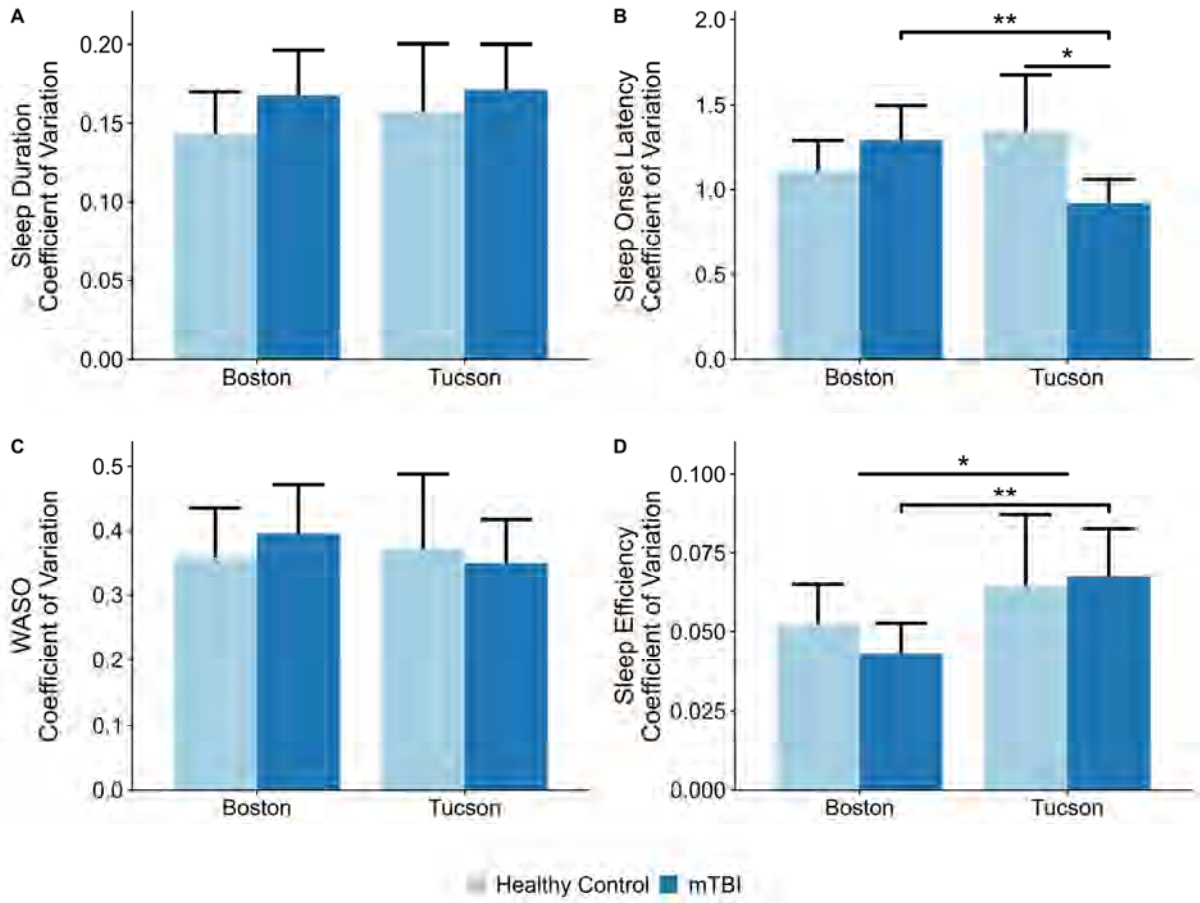 A
Sleep Duration
Coefficient of Variation
0.20
0.15
0.10
0.05
0.00
Boston
Tucson
B
Sleep Onset Latency
Coefficient of Variation
2.0
1.5
1.0
0.5
0.0
**
*
Boston
Tucson
C
WASO
Coefficient of Variation
0.5
0.4
0.3
0.2
0.1
0.0
Boston
Tucson
D
Sleep Efficiency
Coefficient of Variation
0.100
0.075
0.050
0.025
0.000
*
**
Boston
Tucson
Healthy Control
mTBI